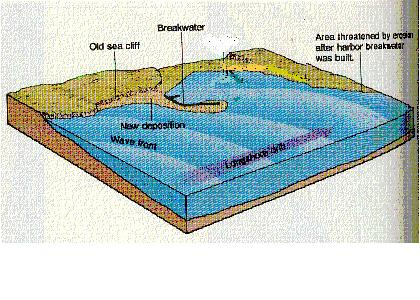 Breakwater
Old sea cliff
Area threatened by erosion
after harbor breakwater
was built.
New deposition
Wave front
Longshore drift